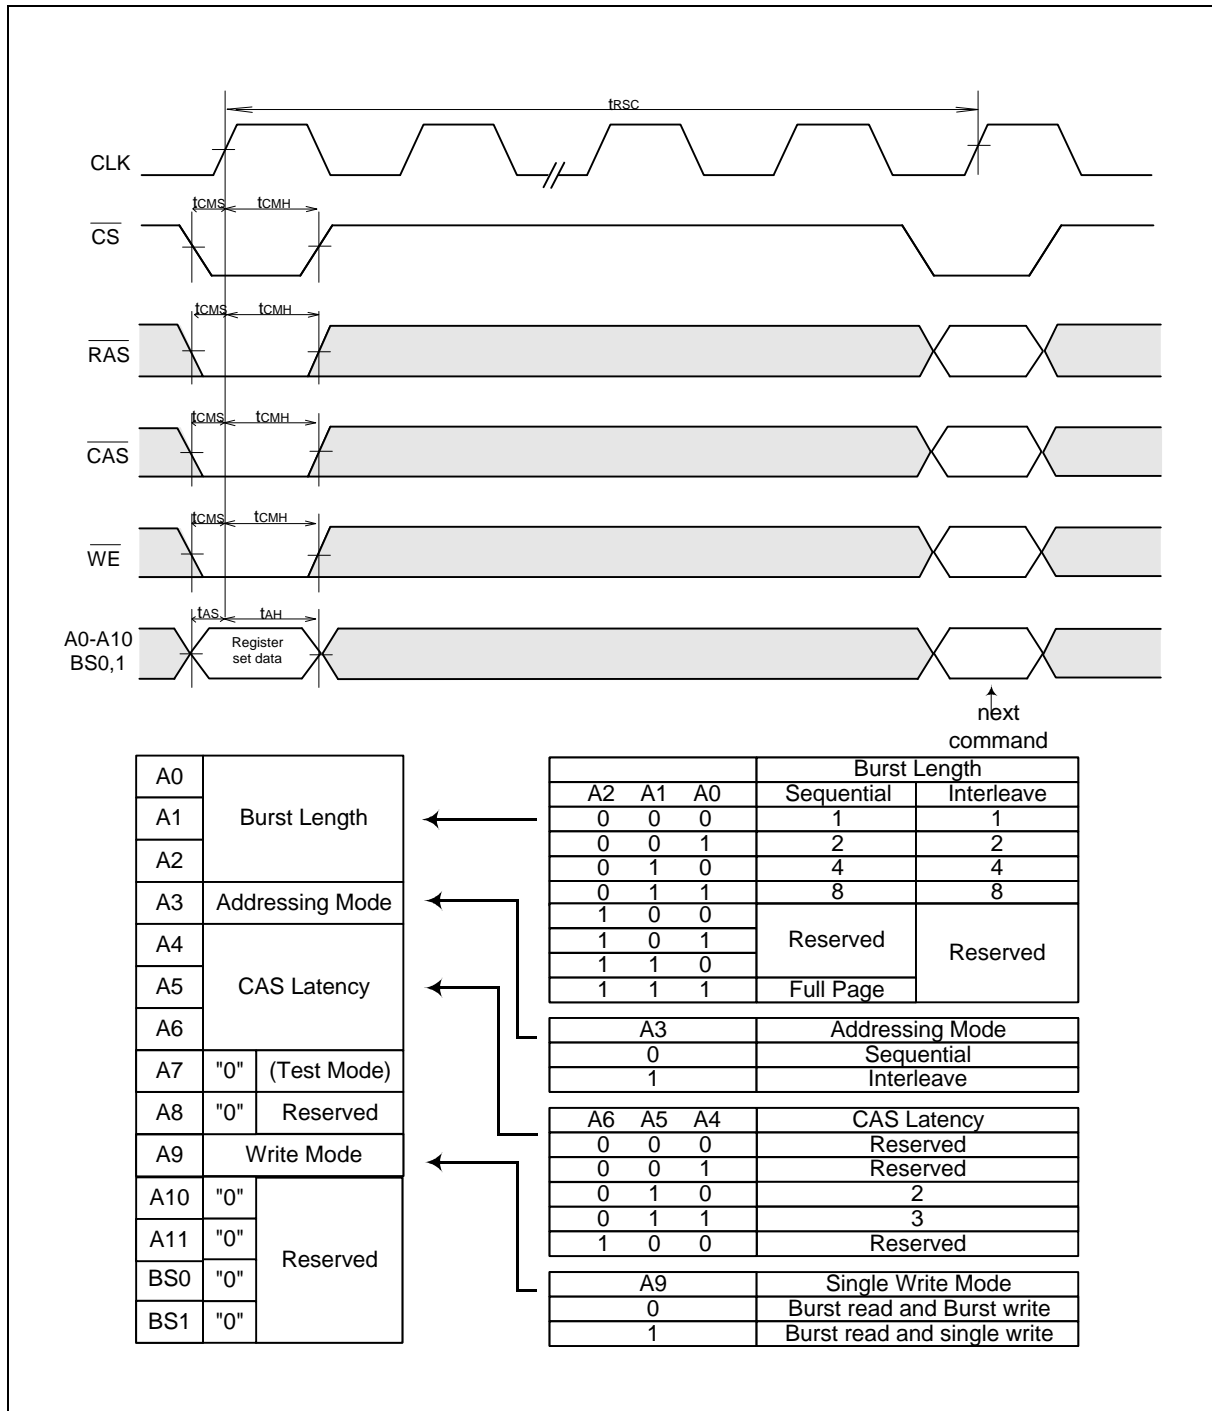 tRSC
CLK
tCMS tCMH
CS
tCMS tCMH
RAS
tCMS tCMH
CAS
tCMS tCMH
WE
tAS tAH
A0-A10
BS0,1
Register
set data
next
command
A0
A1
A2
Burst Length
A3 Addressing Mode
A4
A5
A6
CAS Latency
A7 "0" (Test Mode)
A8 "0" Reserved
A9 Write Mode
A10 "0"
A11 "0"
BS0 "0"
BS1 "0"
Reserved
Burst Length
A2 A1 A0 Sequential Interleave
0 0 0 1 1
0 0 1 2 2
0 1 0 4 4
0 1 1 8 8
1 0 0
1 0 1
1 1 0
Reserved
Reserved
1 1 1 Full Page
A3 Addressing Mode
0 Sequential
1 Interleave
A6 A5 A4 CAS Latency
0 0 0 Reserved
0 0 1 Reserved
0 1 0 2
0 1 1 3
1 0 0 Reserved
A9 Single Write Mode
0 Burst read and Burst write
1 Burst read and single write